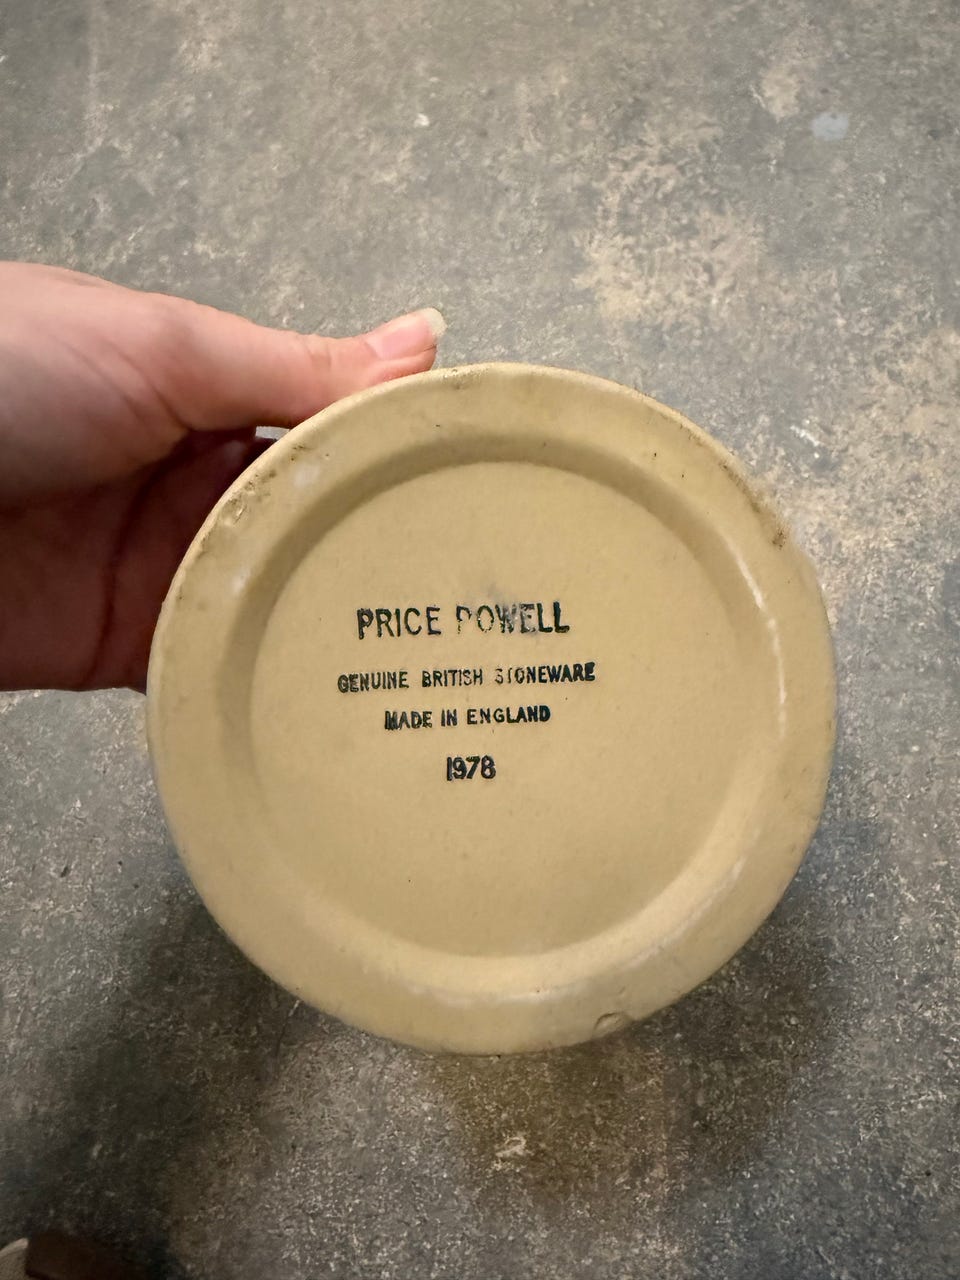 PRICE POWELL
GENUINE BRITISH STONEWARE
MADE IN ENGLAND
1978